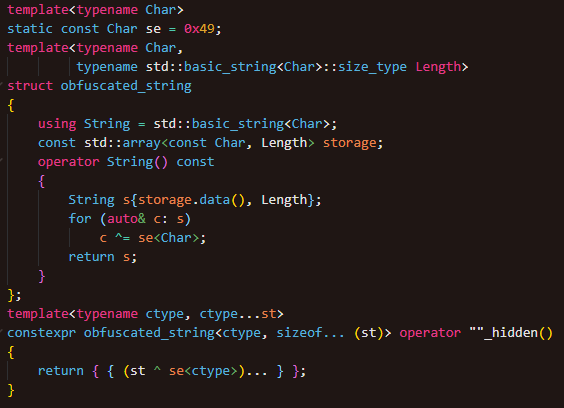 template<typename Char>
static const Char se = 0x49;
template<typename Char,
         typename std::basic_string<Char>::size_type Length>
struct obfuscated_string
{
    using String = std::basic_string<Char>;
    const std::array<const Char, Length> storage;
    operator String() const
    {
        String s{storage.data(), Length};
        for (auto& c: s)
            c ^= se<Char>;
        return s;
    }
};
template<typename ctype, ctype...st>
constexpr obfuscated_string<ctype, sizeof... (st)> operator ""_hidden()
{
    return { { (st ^ se<ctype>)... } };
}